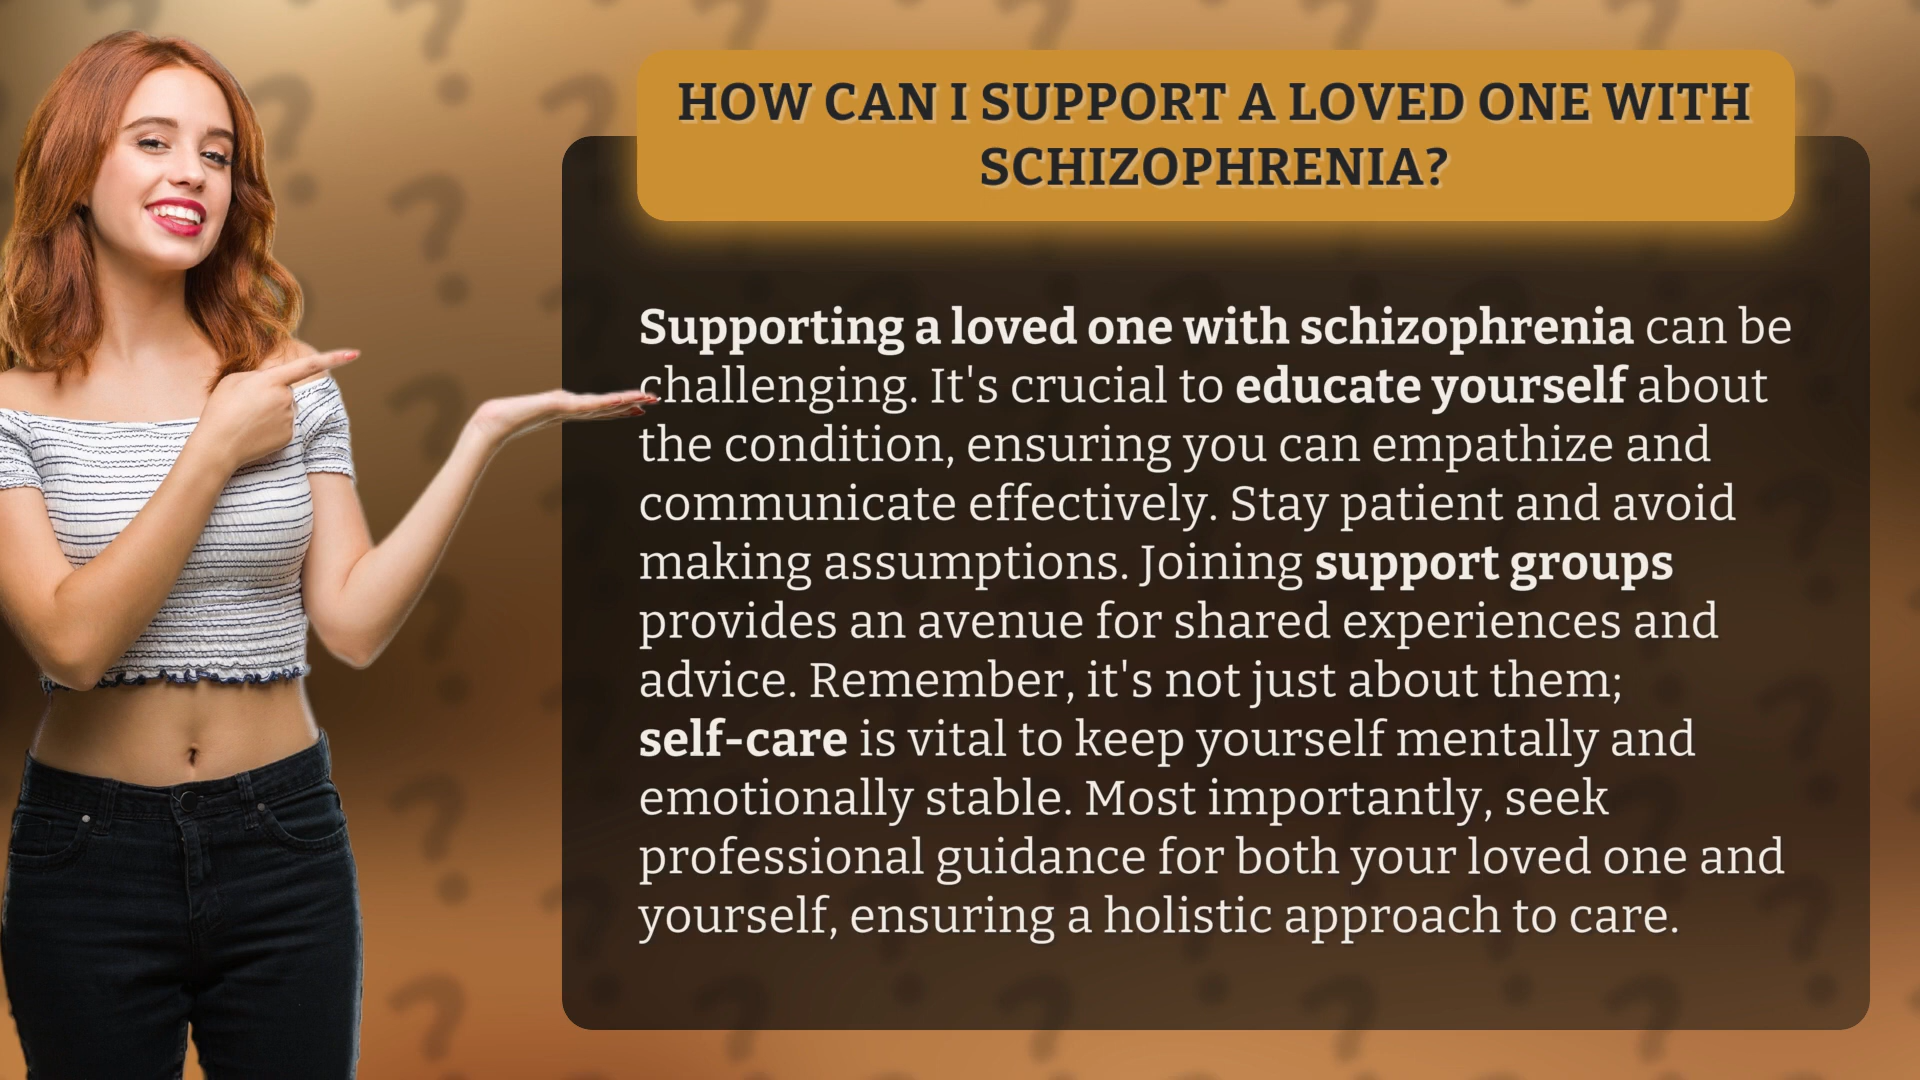 HOW CAN I SUPPORT A LOVED ONE WITH
SCHIZOPHRENIA?
Supporting a loved one with schizophrenia can be
challenging. It's crucial to educate yourself about
the condition, ensuring you can empathize and
communicate effectively. Stay patient and avoid
making assumptions. Joining support groups
provides an avenue for shared experiences and
advice. Remember, it's not just about them;
self-care is vital to keep yourself mentally and
emotionally stable. Most importantly, seek
professional guidance for both your loved one and
yourself, ensuring a holistic approach to care.